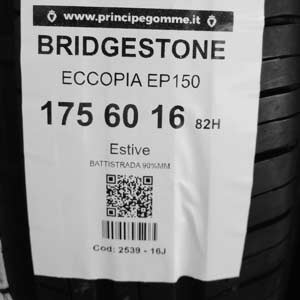 www.principegomme.it
BRIDGESTONE
ECCOPIA EP150
175 60 16 82H
Estive
BATTISTRADA 90%MM
Cod: 2539 - 16J